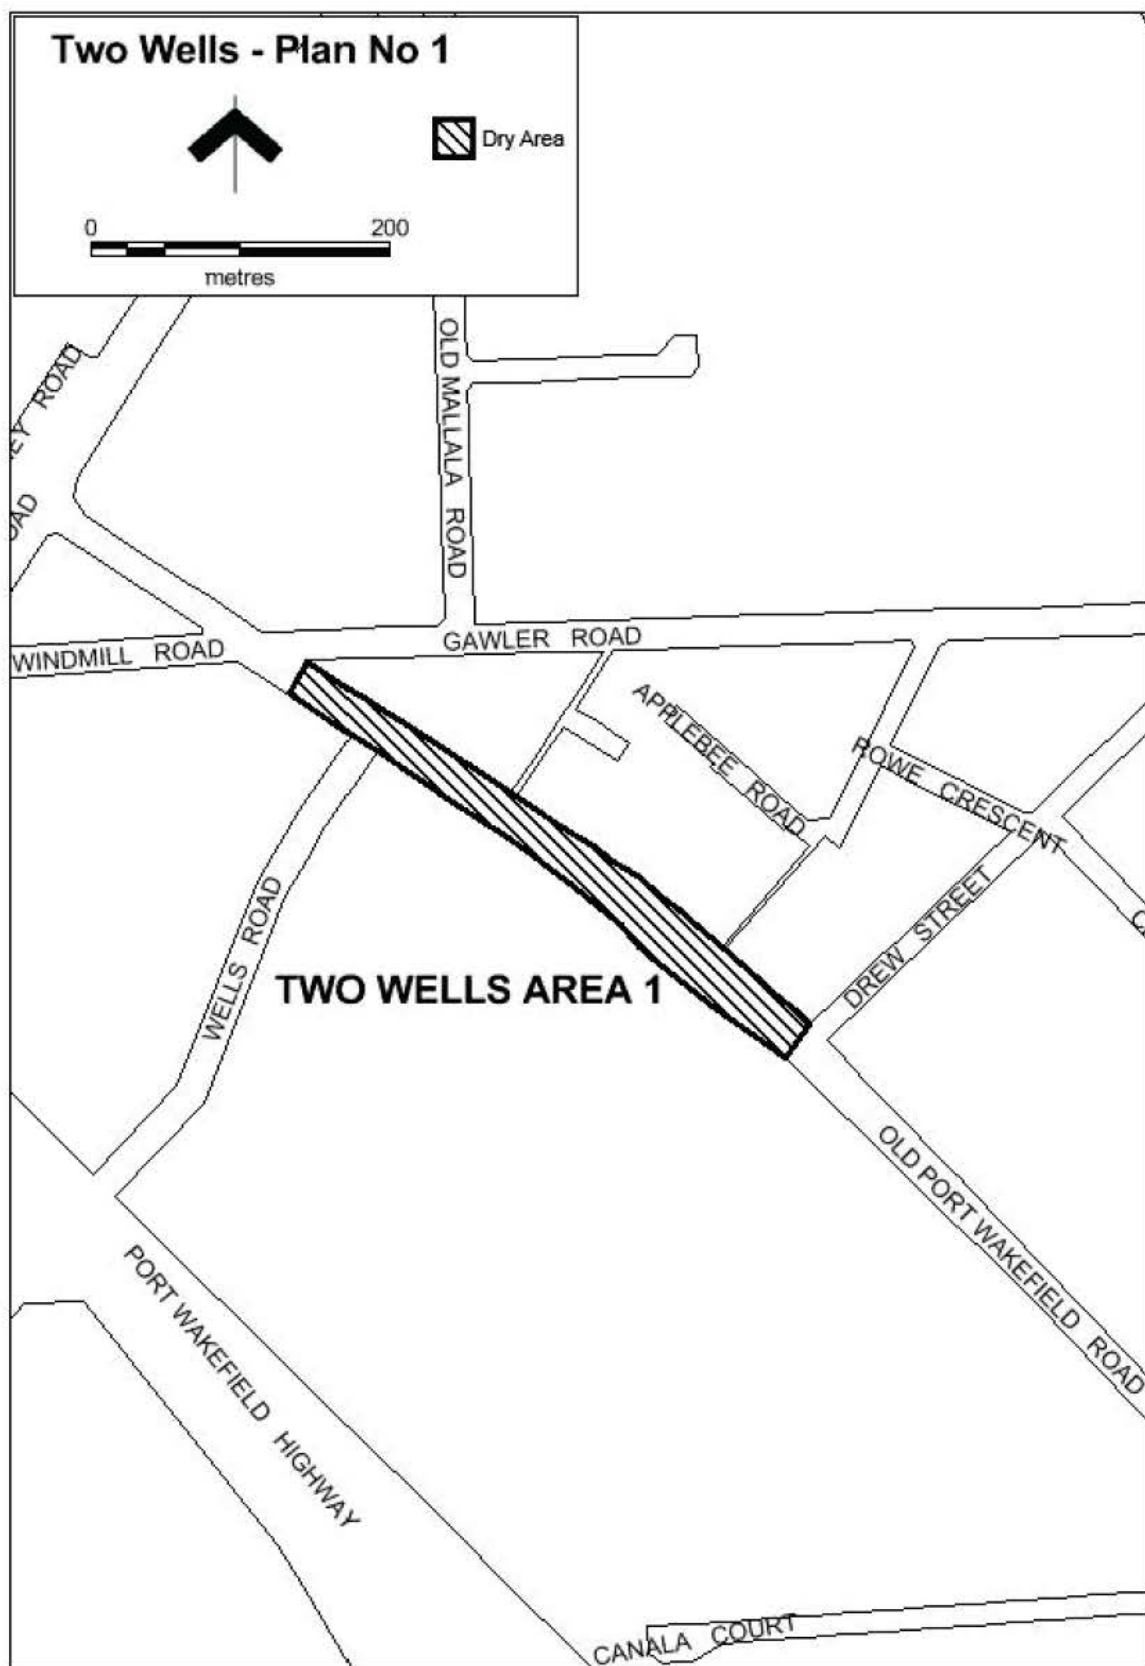 Two Wells - Plan No 1
Dry Area
0 200
metres
OLD MALLALA ROAD
ROAD
WINDMILL ROAD
GAWLER ROAD
APPLEBEE ROAD
ROWE CRESCENT
DREW STREET
WELLS ROAD
TWO WELLS AREA 1
OLD PORT WAKEFIELD ROAD
PORT WAKEFIELD HIGHWAY
CANALA COURT